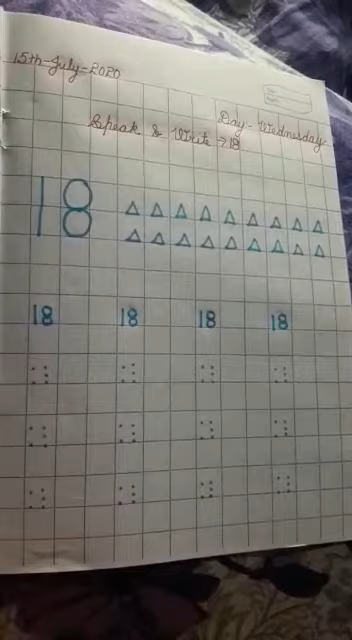 15th-July-2020
Day- Wednesday
Speak & Write → 18
18
18 18 18 18